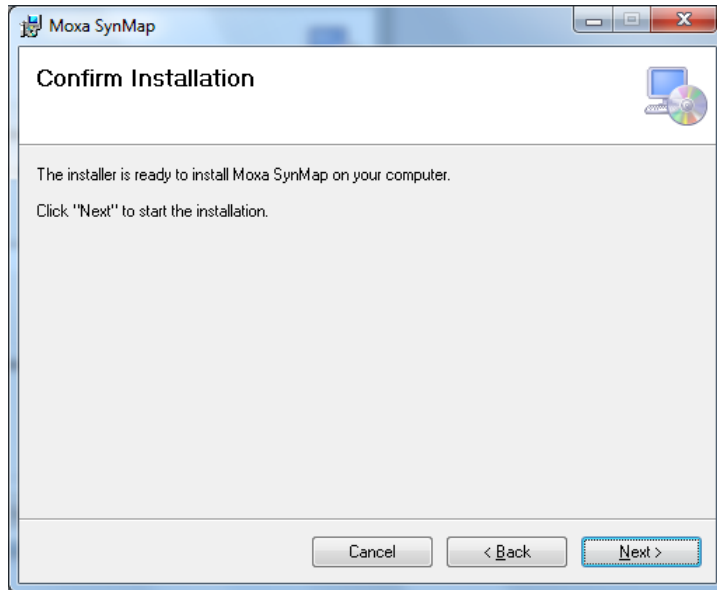 Moxa SynMap
Confirm Installation
The installer is ready to install Moxa SynMap on your computer.
Click "Next" to start the installation.
Cancel
< Back
Next >